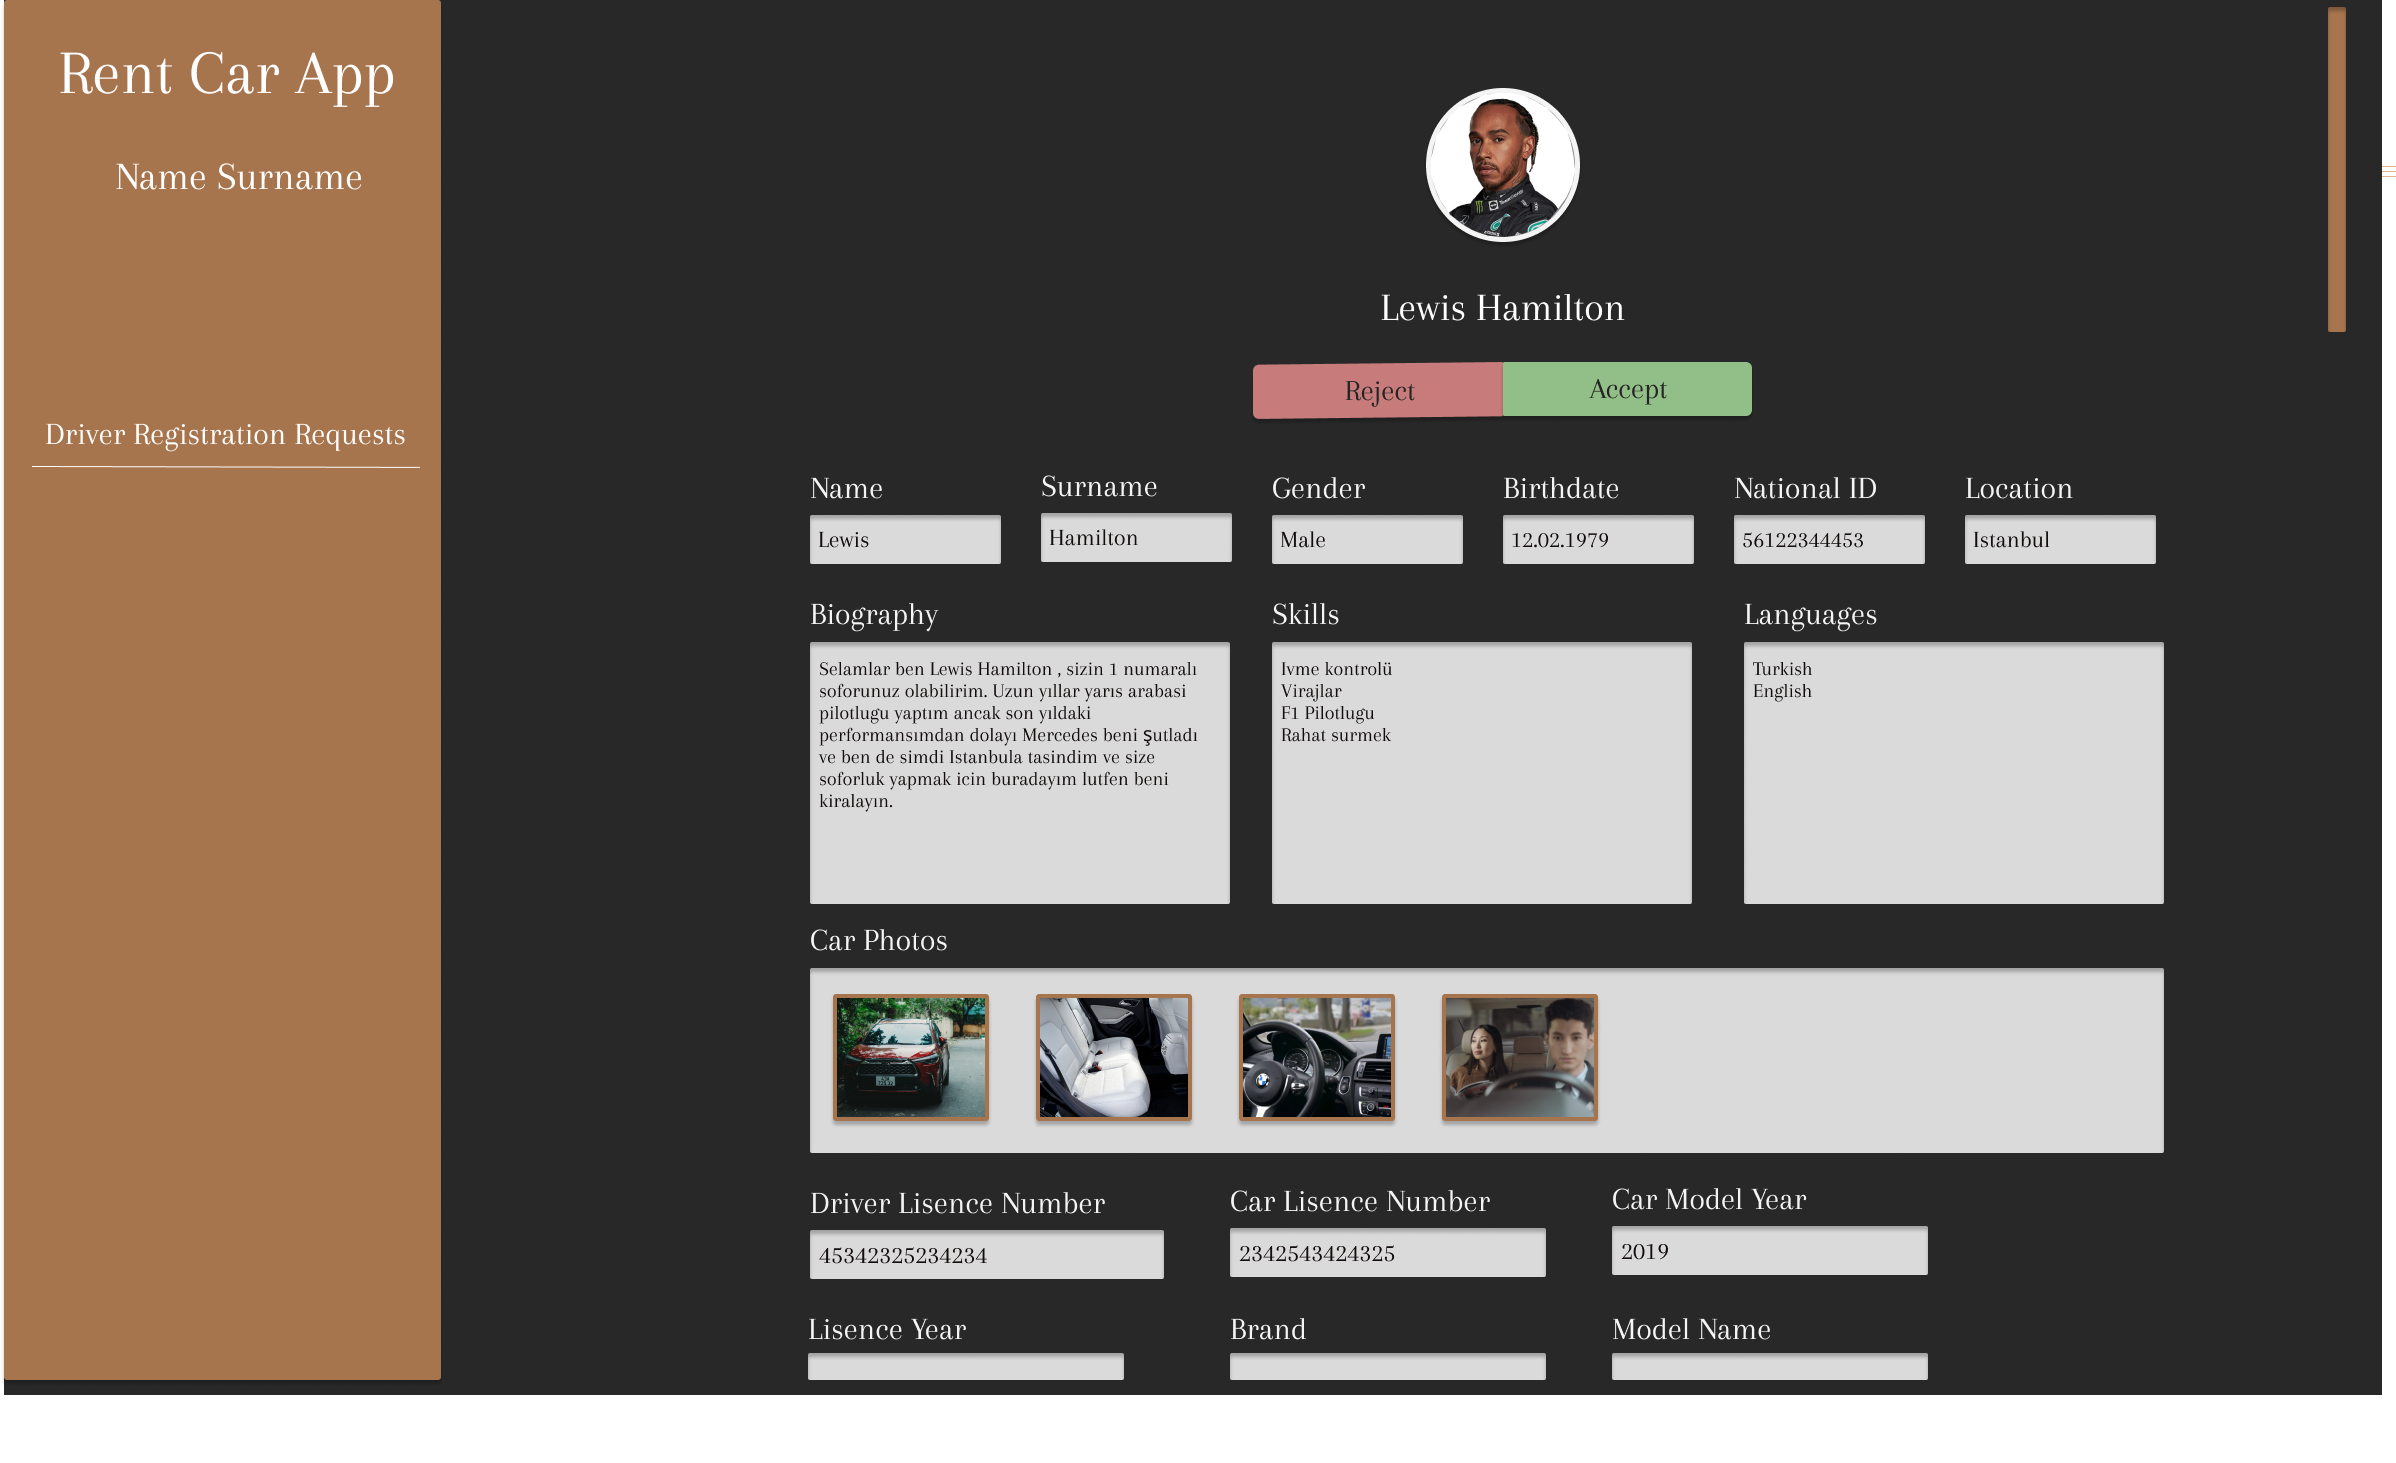 Rent Car App
Name Surname
Driver Registration Requests
Lewis Hamilton
Reject
Accept
Name
Surname
Gender
Birthdate
National ID
Location
Lewis
Hamilton
Male
12.02.1979
56122344453
Istanbul
Biography
Skills
Languages
Selamlar ben Lewis Hamilton , sizin 1 numaralı
soforunuz olabilirim. Uzun yıllar yarıs arabasi
pilotlugu yaptım ancak son yıldaki
performansımdan dolayı Mercedes beni şutladı
ve ben de simdi Istanbula tasindim ve size
soforluk yapmak icin buradayım lutfen beni
kiralayın.
Ivme kontrolü
Virajlar
F1 Pilotlugu
Rahat surmek
Turkish
English
Car Photos
Driver Lisence Number
Car Lisence Number
Car Model Year
45342325234234
2342543424325
2019
Lisence Year
Brand
Model Name